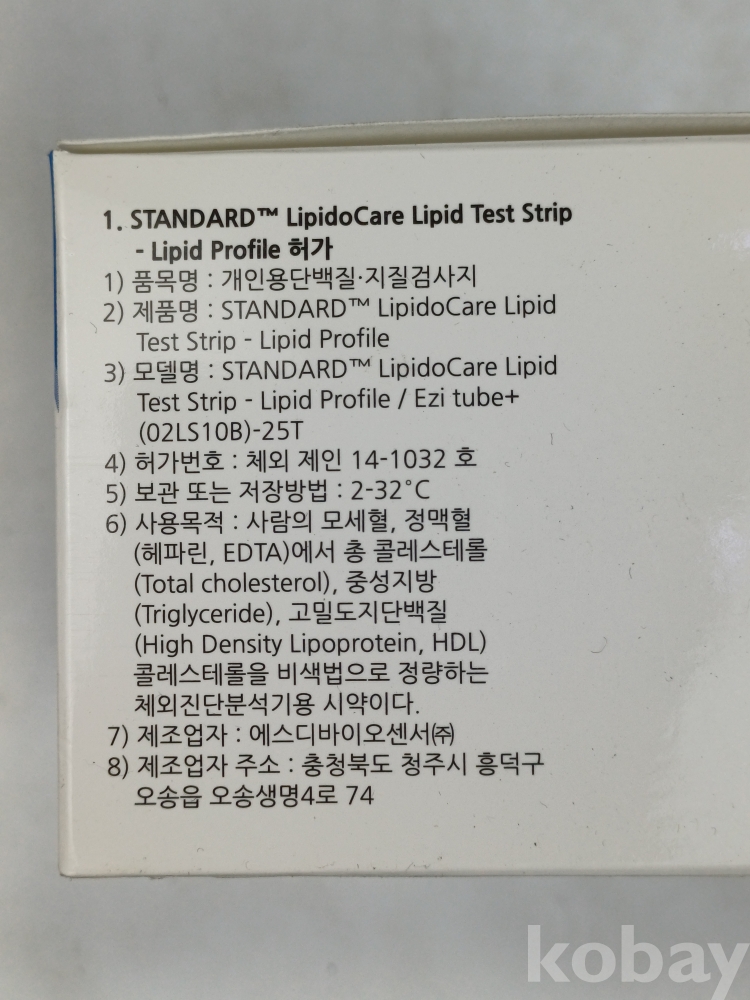 1. STANDARD™ LipidoCare Lipid Test Strip
- Lipid Profile 허가
1) 품목명 : 개인용단백질·지질검사지
2) 제품명 : STANDARD™ LipidoCare Lipid
Test Strip - Lipid Profile
3) 모델명 : STANDARD™ LipidoCare Lipid
Test Strip - Lipid Profile / Ezi tube+
(02LS10B)-25T
4) 허가번호 : 체외 제인 14-1032 호
5) 보관 또는 저장방법 : 2-32˚C
6) 사용목적 : 사람의 모세혈, 정맥혈
(헤파린, EDTA)에서 총 콜레스테롤
(Total cholesterol), 중성지방
(Triglyceride), 고밀도지단백질
(High Density Lipoprotein, HDL)
콜레스테롤을 비색법으로 정량하는
체외진단분석기용 시약이다.
7) 제조업자 : 에스디바이오센서㈜
8) 제조업자 주소 : 충청북도 청주시 흥덕구
오송읍 오송생명4로 74
kobay